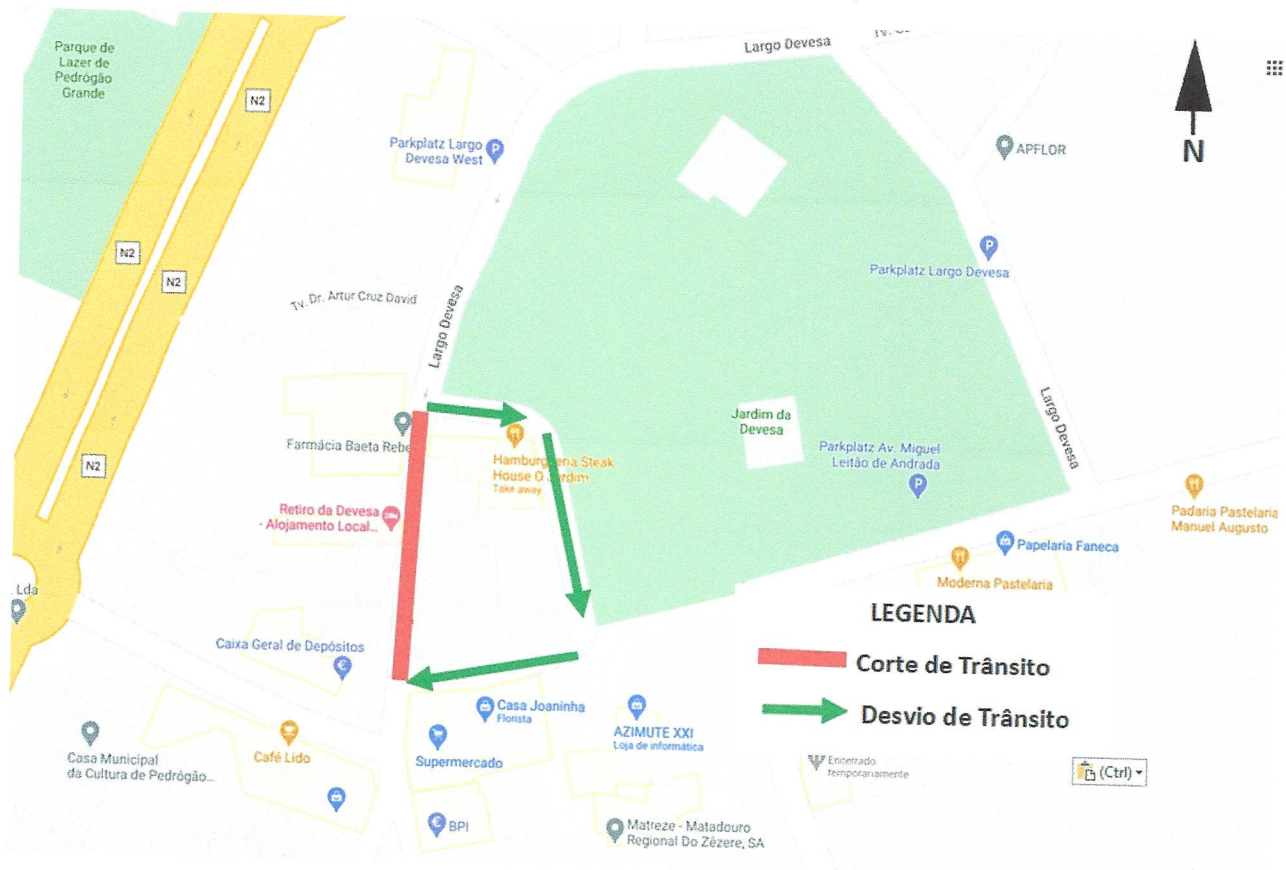 Parque de
Lazer de
Pedrógão
Grande
N2
N2
N2
N2
Largo Devesa
N
APFLOR
Parkplatz Largo
Devesa West
P
Parkplatz Largo Devesa
P
Tv. Dr. Artur Cruz David
Largo Devesa
Largo Devesa
Farmácia Baeta Rebe
Hamburgueria Steak
House O Jardim
Take away
Jardim da
Devesa
Parkplatz Av. Miguel
Leitão de Andrada
P
Retiro da Devesa
- Alojamento Local...
Padaria Pastelaria
Manuel Augusto
Papelaria Faneca
Moderna Pastelaria
Lda
Caixa Geral de Depósitos
€
LEGENDA
Corte de Trânsito
Desvio de Trânsito
Casa Joaninha
Florista
AZIMUTE XXI
Loja de informática
Casa Municipal
da Cultura de Pedrógão...
Café Lido
Supermercado
Encerrado
temporariamente
(Ctrl)
€ BPI
Matreze - Matadouro
Regional Do Zêzere, SA